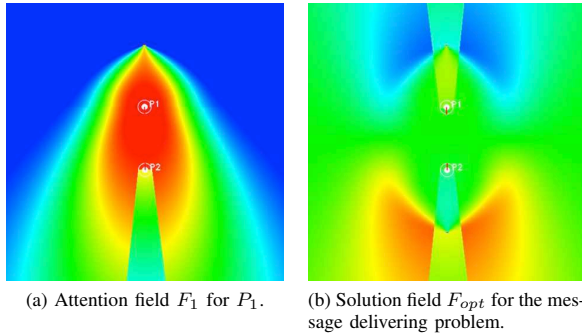 P1
P2
P1
P2
(a) Attention field F1 for P1.
(b) Solution field Fopt for the mes-
sage delivering problem.